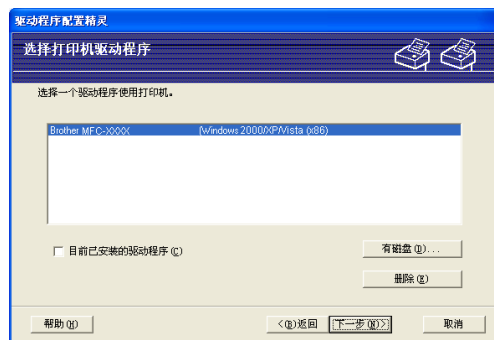 驱动程序配置精灵
选择打印机驱动程序
选择一个驱动程序使用打印机。
Brother MFC-XXXX (Windows 2000/XP/Vista (x86)
目前已安装的驱动程序(C)
有磁盘(D)...
删除(E)
帮助(H) <(B)返回 下一步(N)> 取消